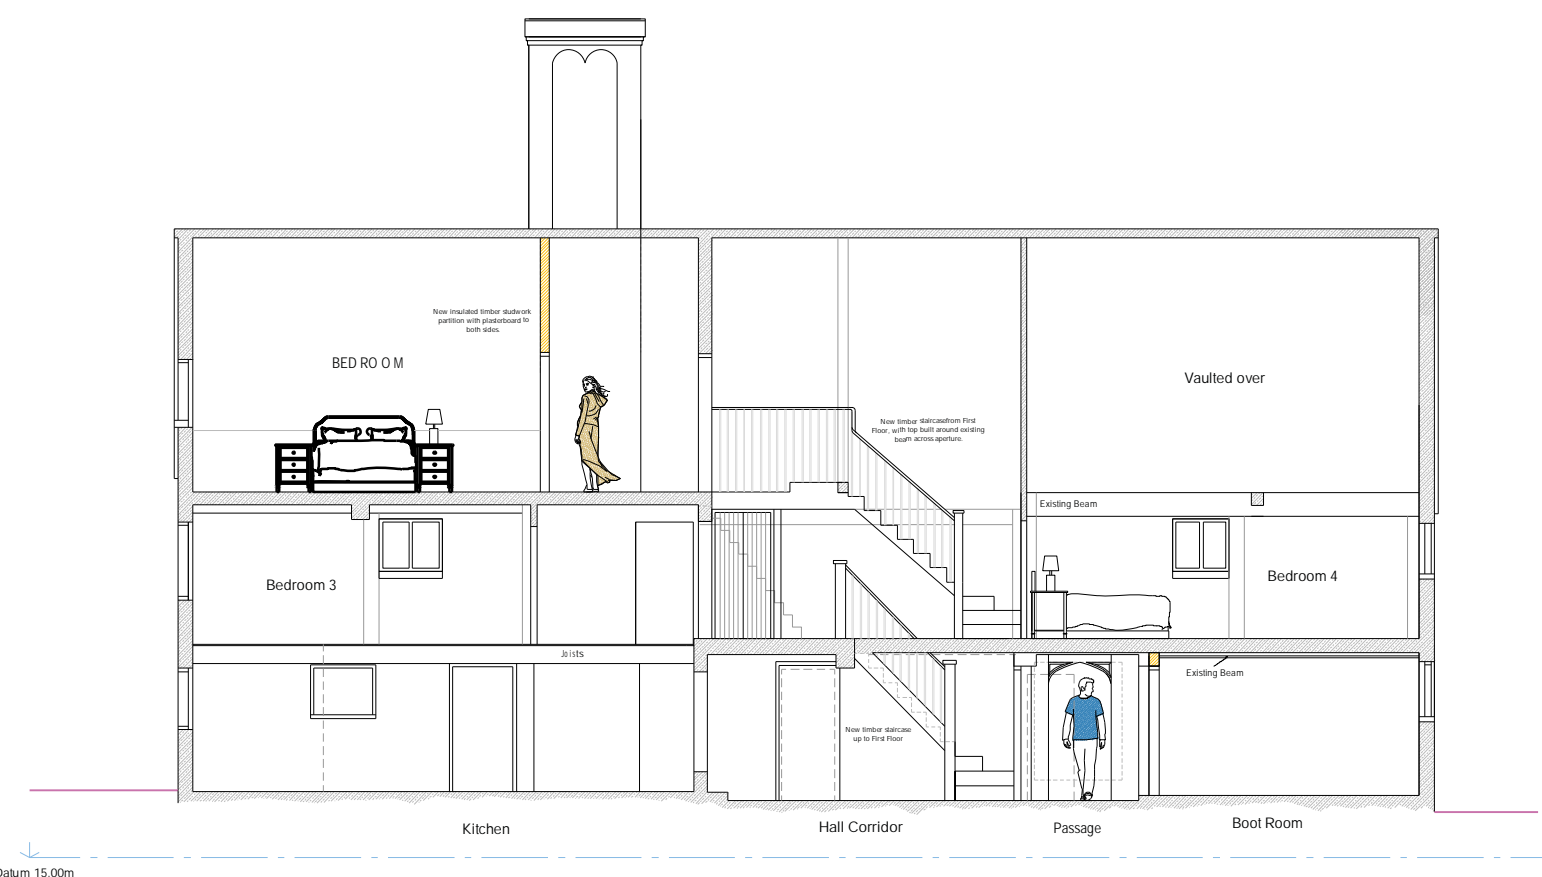 New insulated timber studwork
partition with plasterboard to
both sides.
BEDROOM
Vaulted over
New timber staircasefrom First
Floor, with top built around existing
beam across aperture.
Existing Beam
Bedroom 3
Bedroom 4
Joists
Existing Beam
New timber staircase
up to First Floor
Kitchen
Hall Corridor
Passage
Boot Room
Datum 15.00m